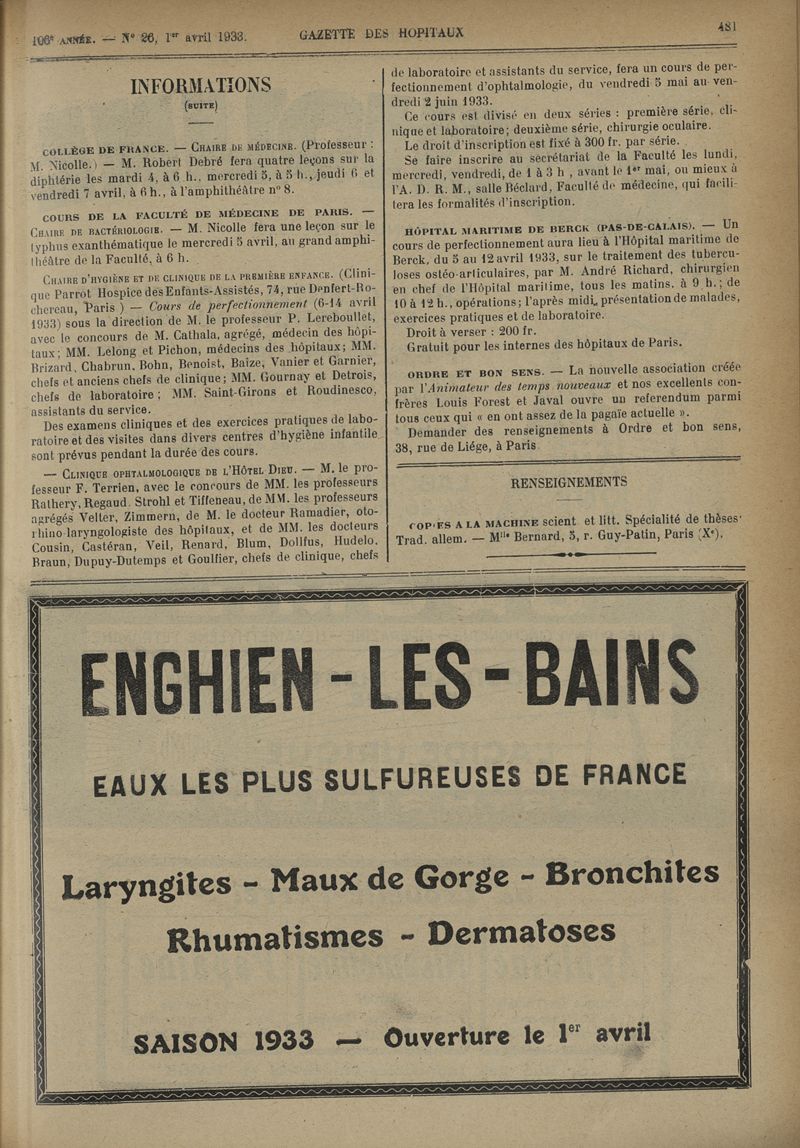 106e ANNÉE. — N° 26, 1er avril 1933.
GAZETTE DES HOPITAUX
481
INFORMATIONS
(SUITE)
COLLÈGE DE FRANCE. — CHAIRE DE MÉDECINE. (Professeur :
M. Nicolle.) — M. Robert Debré fera quatre leçons sur la
diphtérie les mardi 4, à 6 h., mercredi 5, à 5 h., jeudi 6 et
vendredi 7 avril, à 6 h., à l'amphithéâtre n° 8.
COURS DE LA FACULTÉ DE MÉDECINE DE PARIS. —
CHAIRE DE BACTÉRIOLOGIE. — M. Nicolle fera une leçon sur le
typhus exanthématique le mercredi 5 avril, au grand amphi-
théâtre de la Faculté, à 6 h.
CHAIRE D'HYGIÈNE ET DE CLINIQUE DE LA PREMIÈRE ENFANCE. (Clini-
que Parrot Hospice des Enfants-Assistés, 74, rue Denfert-Ro-
chereau, Paris ) — Cours de perfectionnement (6-14 avril
1933) sous la direction de M. le professeur P. Lereboullet,
avec le concours de M. Cathala, agrégé, médecin des hôpi-
taux ; MM. Lelong et Pichon, médecins des hôpitaux ; MM.
Brizard, Chabrun, Bohn, Benoist, Baize, Vanier et Garnier,
chefs et anciens chefs de clinique ; MM. Gournay et Detrois,
chefs de laboratoire ; MM. Saint-Girons et Roudinesco,
assistants du service.
Des examens cliniques et des exercices pratiques de labo-
ratoire et des visites dans divers centres d'hygiène infantile
sont prévus pendant la durée des cours.
— CLINIQUE OPHTALMOLOGIQUE DE L'HÔTEL DIEU. — M. le pro-
fesseur F. Terrien, avec le concours de MM. les professeurs
Rathery, Regaud, Strohl et Tiffeneau, de MM. les professeurs
agrégés Velter, Zimmern, de M. le docteur Ramadier, oto-
rhino laryngologiste des hôpitaux, et de MM. les docteurs
Cousin, Castéran, Veil, Renard, Blum, Dollfus, Hudelo,
Braun, Dupuy-Dutemps et Goulfier, chefs de clinique, chefs
de laboratoire et assistants du service, fera un cours de per-
fectionnement d'ophtalmologie, du vendredi 5 mai au ven-
dredi 2 juin 1933.
Ce cours est divisé en deux séries : première série, cli-
nique et laboratoire ; deuxième série, chirurgie oculaire.
Le droit d'inscription est fixé à 300 fr. par série.
Se faire inscrire au secrétariat de la Faculté les lundi,
mercredi, vendredi, de 1 à 3 h , avant le 1er mai, ou mieux à
l'A. D. R. M., salle Béclard, Faculté de médecine, qui facili-
tera les formalités d'inscription.
HÔPITAL MARITIME DE BERCK (PAS-DE-CALAIS). — Un
cours de perfectionnement aura lieu à l'Hôpital maritime de
Berck, du 5 au 12 avril 1933, sur le traitement des tubercu-
loses ostéo-articulaires, par M. André Richard, chirurgien
en chef de l'Hôpital maritime, tous les matins, à 9 h. ; de
10 à 12 h., opérations ; l'après midi, présentation de malades,
exercices pratiques et de laboratoire.
Droit à verser : 200 fr.
Gratuit pour les internes des hôpitaux de Paris.
ORDRE ET BON SENS. — La nouvelle association créée
par l'Animateur des temps nouveaux et nos excellents con-
frères Louis Forest et Javal ouvre un referendum parmi
tous ceux qui « en ont assez de la pagaïe actuelle ».
Demander des renseignements à Ordre et bon sens,
38, rue de Liége, à Paris
RENSEIGNEMENTS
COPIES A LA MACHINE scient et litt. Spécialité de thèses
Trad. allem. — Mlle Bernard, 5, r. Guy-Patin, Paris (Xe).
ENGHIEN - LES - BAINS
EAUX LES PLUS SULFUREUSES DE FRANCE
Laryngites - Maux de Gorge - Bronchites
Rhumatismes - Dermatoses
SAISON 1933 — Ouverture le 1er avril